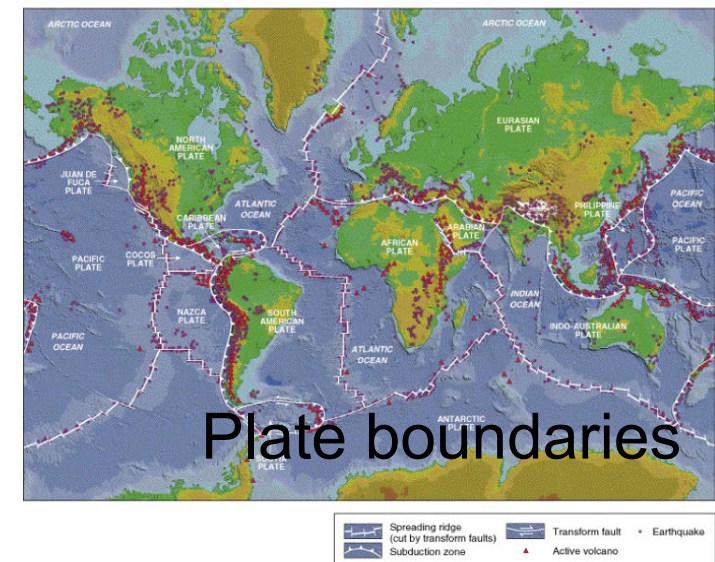 ARCTIC OCEAN
ARCTIC OCEAN
EURASIAN
PLATE
NORTH
AMERICAN
PLATE
JUAN DE
FUCA
PLATE
ATLANTIC
OCEAN
CARIBBEAN
PLATE
PHILIPPINE
PLATE
PACIFIC
OCEAN
ARABIAN
PLATE
AFRICAN
PLATE
PACIFIC
PLATE
COCOS
PLATE
PACIFIC
PLATE
INDIAN
OCEAN
NAZCA
PLATE
SOUTH
AMERICAN
PLATE
INDO-AUSTRALIAN
PLATE
PACIFIC
OCEAN
ATLANTIC
OCEAN
ANTARCTIC
PLATE
Plate boundaries
PLATE
Spreading ridge
(cut by transform faults)
Subduction zone
Transform fault
Active volcano
Earthquake